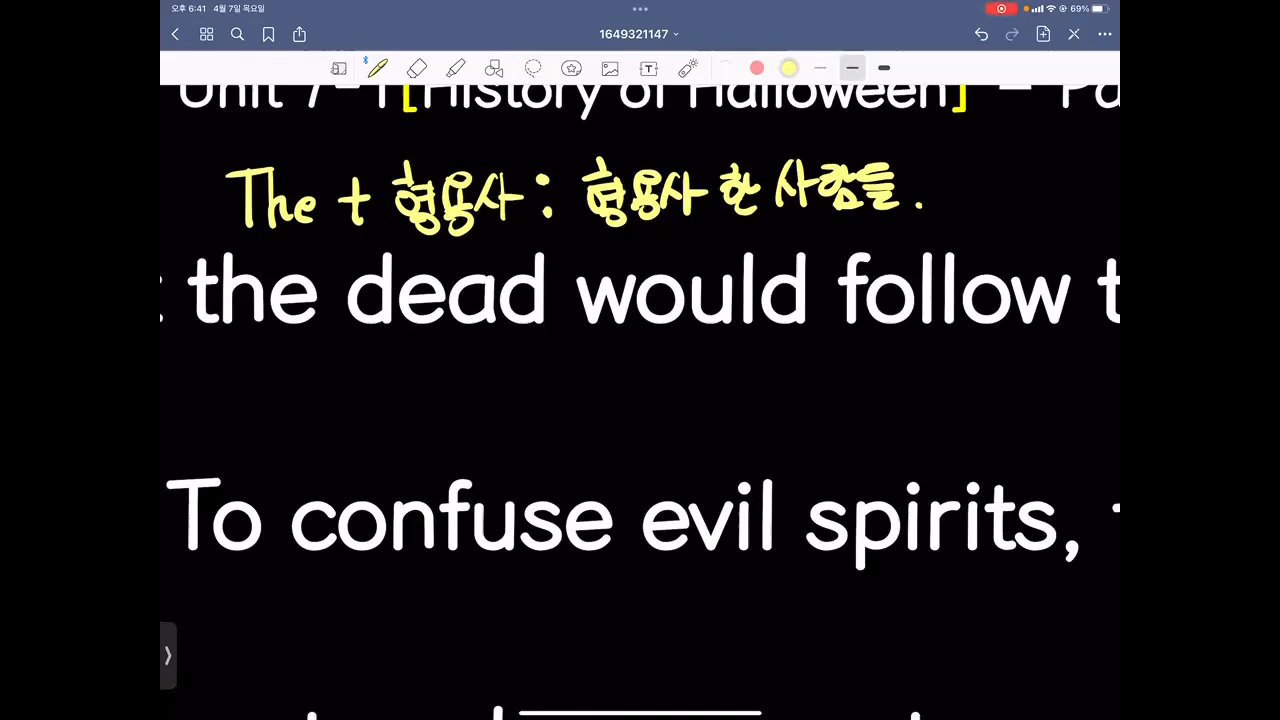 오후 6:41 4월 7일 목요일
69%
1649321147
Unit 7-1[History of Halloween] -
The + 형용사 : 형용사 한 사람들.
the dead would follow
To confuse evil spirits,